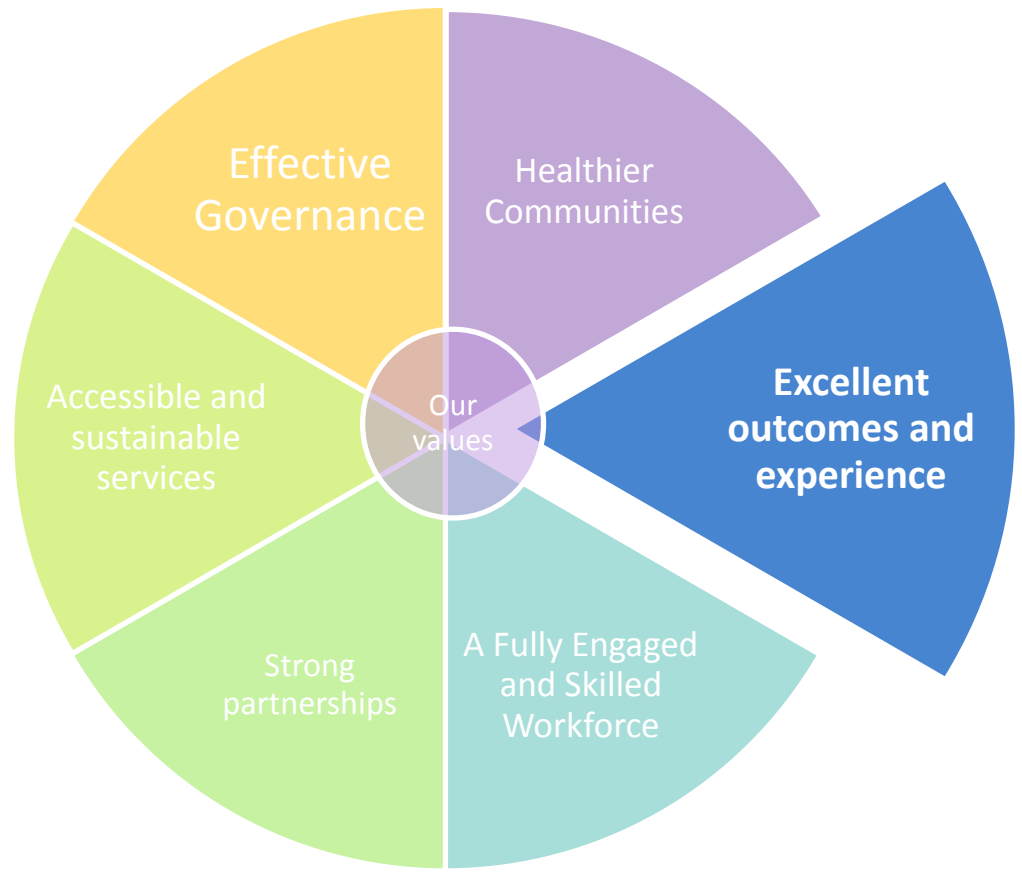 Effective
Governance
Healthier
Communities
Excellent
outcomes and
experience
Accessible and
sustainable
services
Our
values
A Fully Engaged
and Skilled
Workforce
Strong
partnerships